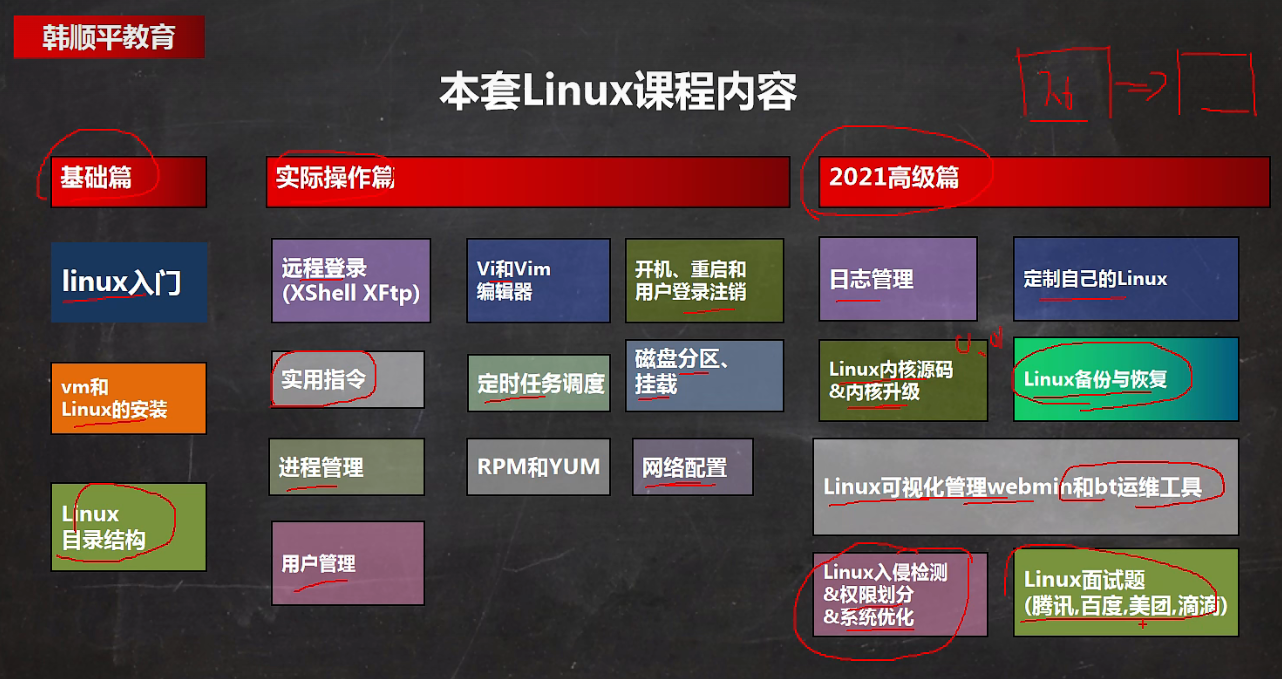 韩顺平教育
本套Linux课程内容
基础篇
linux入门
vm和
Linux的安装
Linux
目录结构
实际操作篇
远程登录
(XShell XFtp)
Vi和Vim
编辑器
开机、重启和
用户登录注销
实用指令
定时任务调度
磁盘分区、
挂载
进程管理
RPM和YUM
网络配置
用户管理
2021高级篇
日志管理
定制自己的Linux
Linux内核源码
&内核升级
Linux备份与恢复
Linux可视化管理webmin和bt运维工具
Linux入侵检测
&权限划分
&系统优化
Linux面试题
(腾讯,百度,美团,滴滴)